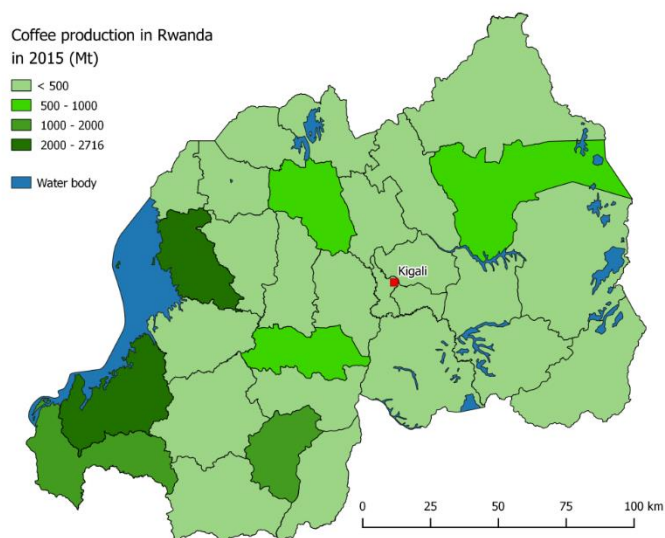 Coffee production in Rwanda
in 2015 (Mt)
< 500
500 - 1000
1000 - 2000
2000 - 2716
Water body
Kigali
0 25 50 75 100 km